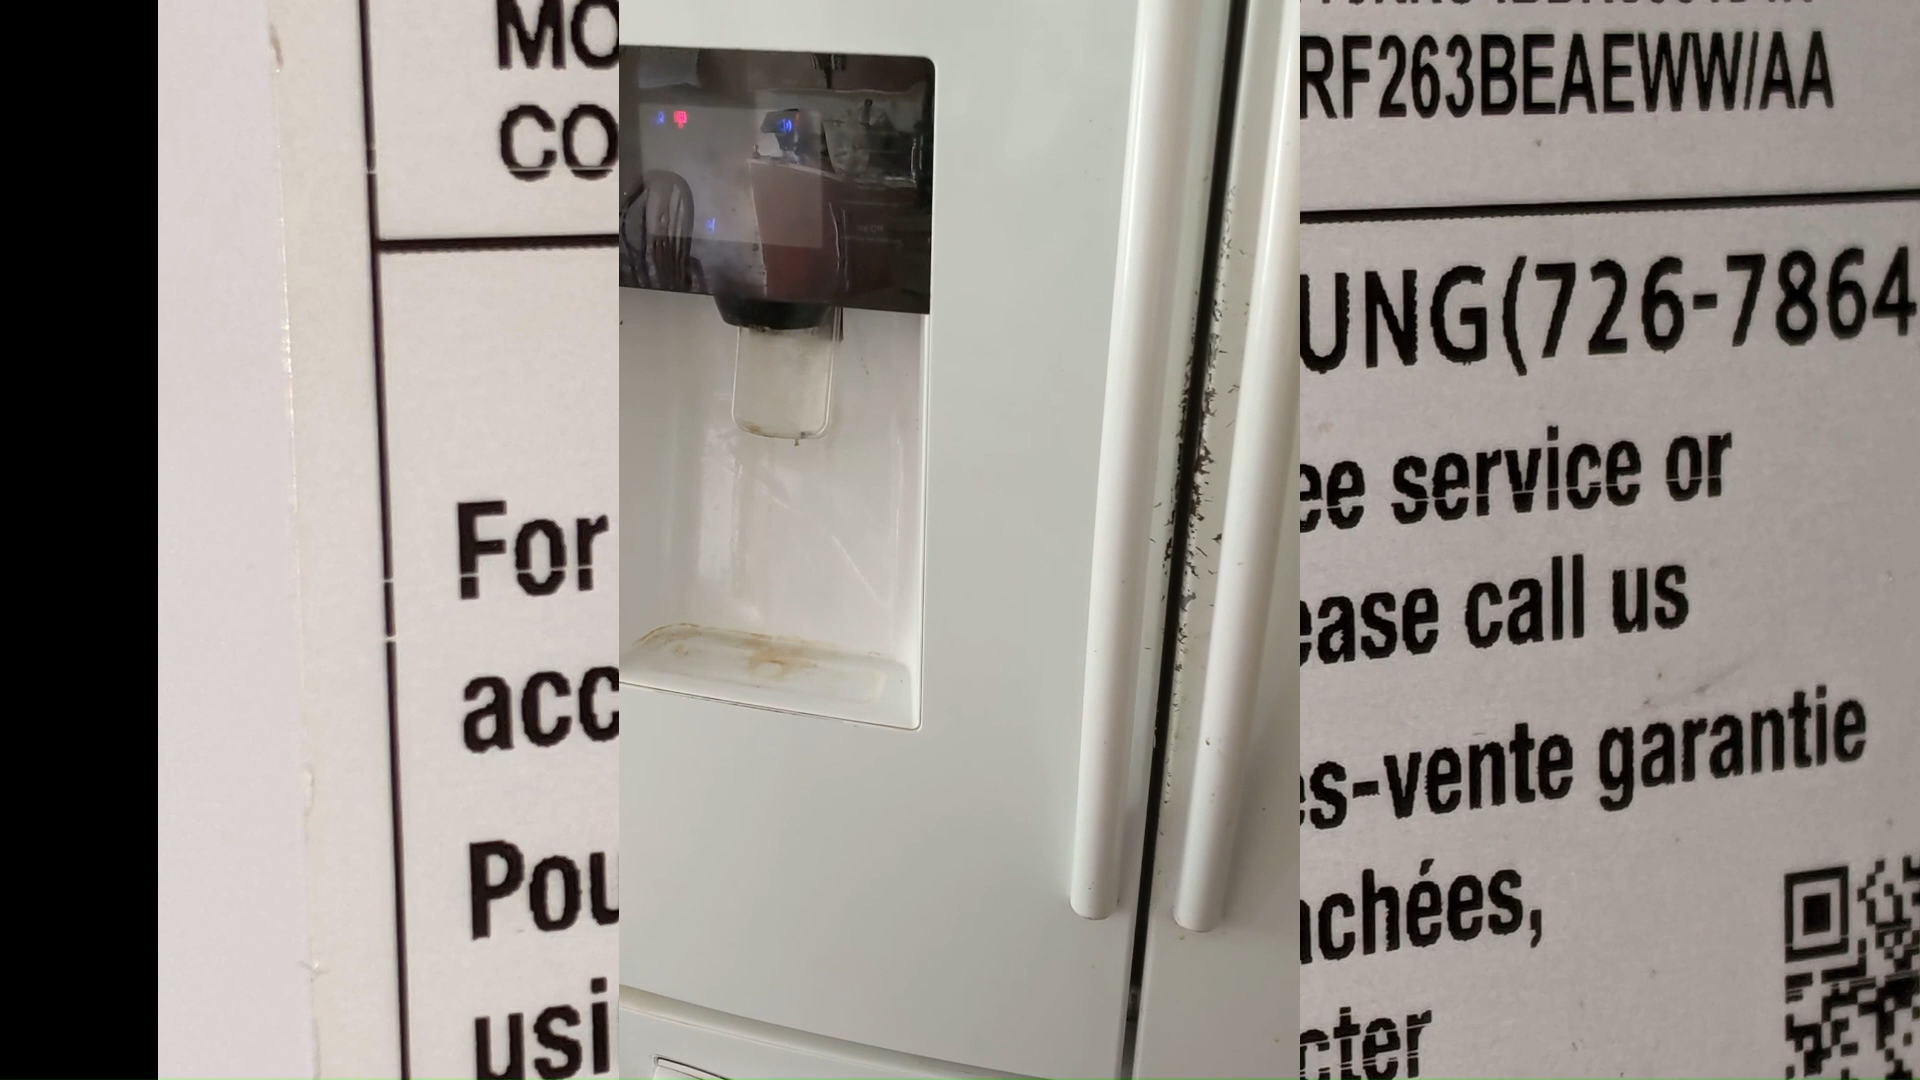 MO
CO
For
acc
Pou
usi
RF263BEAEWW/AA
UNG(726-7864
ee service or
ease call us
es-vente garantie
achées,
cter